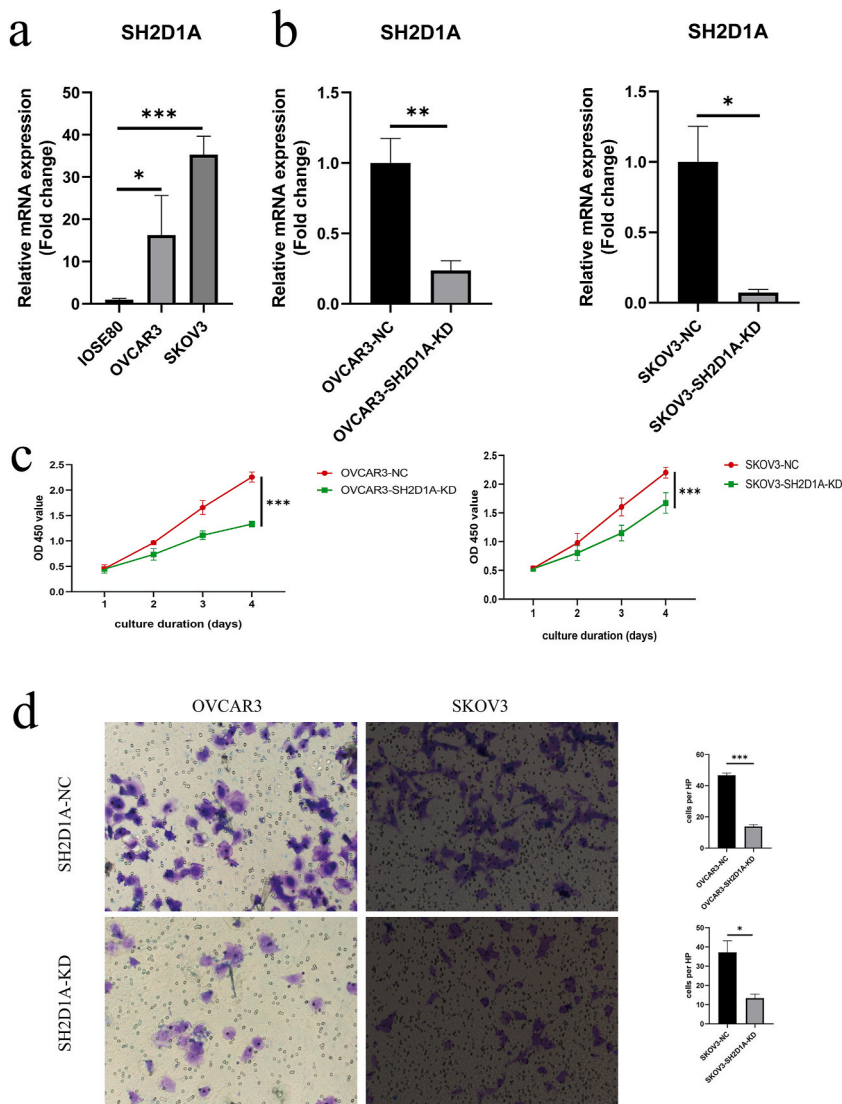 a
SH2D1A
Relative mRNA expression
(Fold change)
50
40
30
20
10
0
***
*
IOSE80
OVCAR3
SKOV3
b
SH2D1A
Relative mRNA expression
(Fold change)
1.5
1.0
0.5
0.0
**
OVCAR3-NC
OVCAR3-SH2D1A-KD
SH2D1A
Relative mRNA expression
(Fold change)
1.5
1.0
0.5
0.0
*
SKOV3-NC
SKOV3-SH2D1A-KD
c
OD 450 value
2.5
2.0
1.5
1.0
0.5
0.0
1 2 3 4
culture duration (days)
***
OVCAR3-NC
OVCAR3-SH2D1A-KD
OD 450 value
2.5
2.0
1.5
1.0
0.5
0.0
1 2 3 4
culture duration (days)
***
SKOV3-NC
SKOV3-SH2D1A-KD
d
OVCAR3
SKOV3
SH2D1A-NC
SH2D1A-KD
cells per HP
60
40
20
0
***
OVCAR3-NC
OVCAR3-SH2D1A-KD
cells per HP
50
40
30
20
10
0
*
SKOV3-NC
SKOV3-SH2D1A-KD